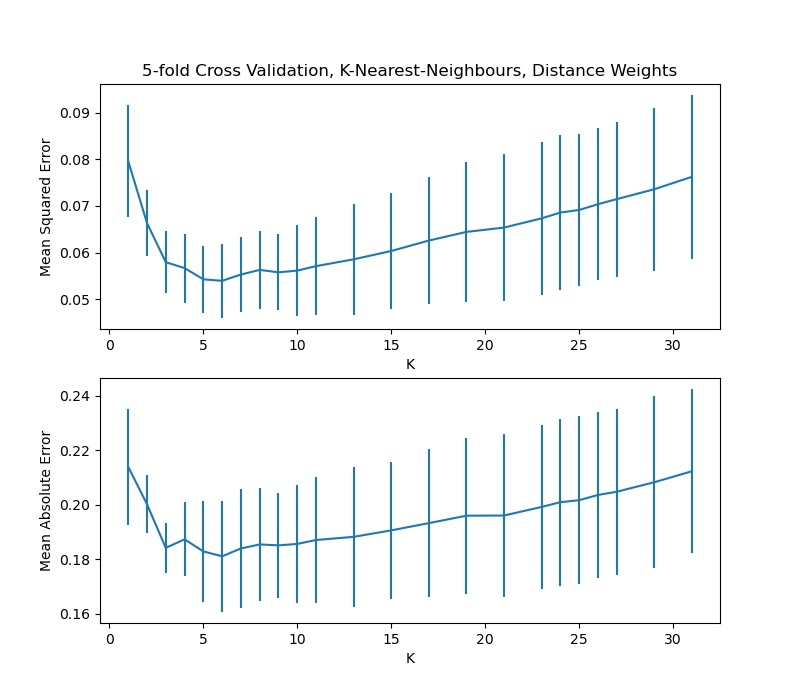 5-fold Cross Validation, K-Nearest-Neighbours, Distance Weights
0.09
0.08
0.07
0.06
0.05
Mean Squared Error
0 5 10 15 20 25 30
K
0.24
0.22
0.20
0.18
0.16
Mean Absolute Error
0 5 10 15 20 25 30
K